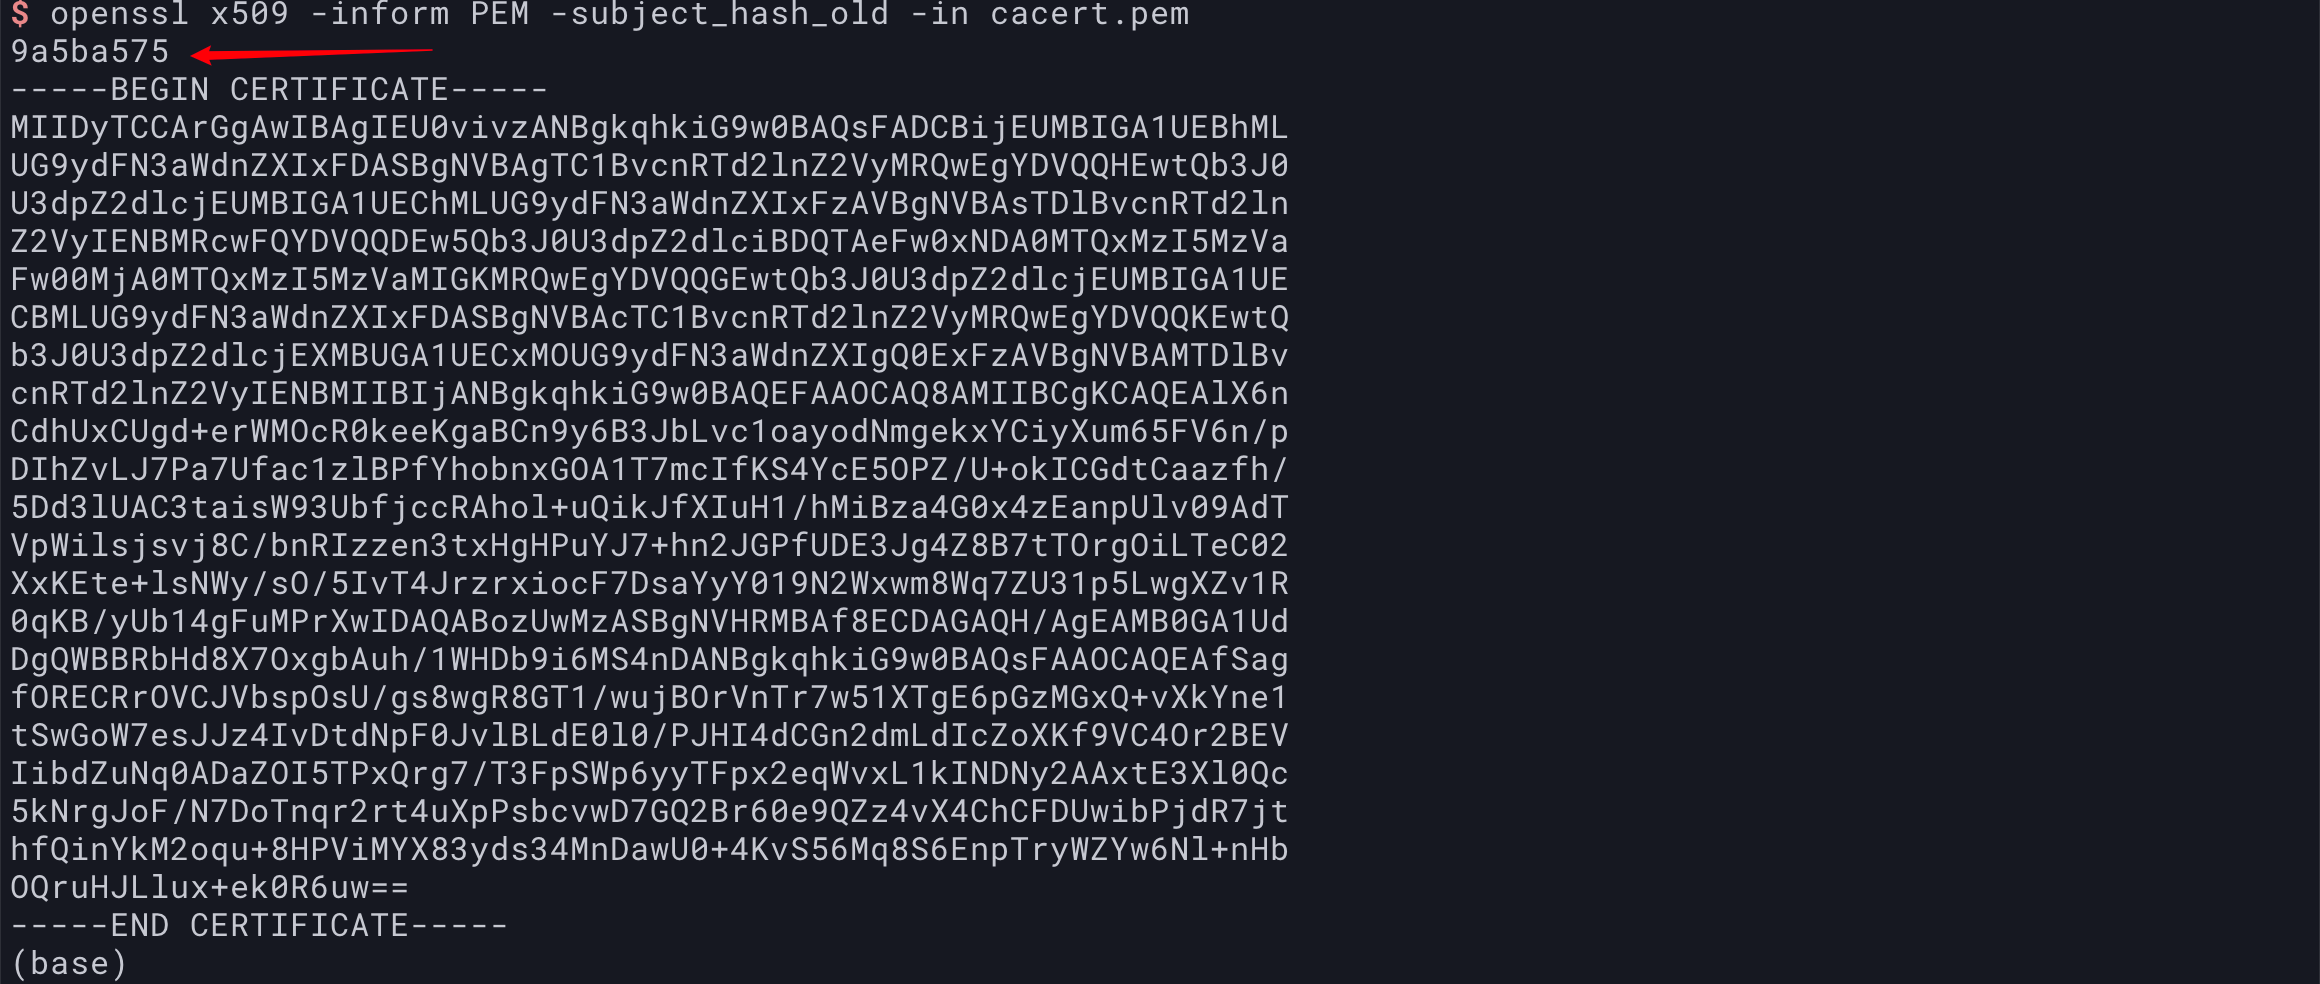 $ openssl x509 -inform PEM -subject_hash_old -in cacert.pem
9a5ba575
-----BEGIN CERTIFICATE-----
MIIDyTCCArGgAwIBAgIEU0vivzANBgkqhkiG9w0BAQsFADCBijEUMBIGA1UEBhML
UG9ydFN3aWdnZXIxFDASBgNVBAgTC1BvcnRTd2lnZ2VyMRQwEgYDVQQHEwtQb3J0
U3dpZ2dlcjEUMBIGA1UEChMLUG9ydFN3aWdnZXIxFzAVBgNVBAsTDlBvcnRTd2ln
Z2VyIENBMRcwFQYDVQQDEw5Qb3J0U3dpZ2dlciBDQTAeFw0xNDA0MTQxMzI5MzVa
Fw00MjA0MTQxMzI5MzVaMIGKMRQwEgYDVQQGEwtQb3J0U3dpZ2dlcjEUMBIGA1UE
CBMLUG9ydFN3aWdnZXIxFDASBgNVBAcTC1BvcnRTd2lnZ2VyMRQwEgYDVQQKEwtQ
b3J0U3dpZ2dlcjEXMBUGA1UECxMOUG9ydFN3aWdnZXIgQ0ExFzAVBgNVBAMTDlBv
cnRTd2lnZ2VyIENBMIIBIjANBgkqhkiG9w0BAQEFAAOCAQ8AMIIBCgKCAQEAlX6n
CdhUxCUgd+erWMOcR0keeKgaBCn9y6B3JbLvc1oayodNmgekxYCiyXum65FV6n/p
DIhZvLJ7Pa7Ufac1zlBPfYhobnxGOA1T7mcIfKS4YcE5OPZ/U+okICGdtCaazfh/
5Dd3lUAC3taisW93UbfjccRAhol+uQikJfXIuH1/hMiBza4G0x4zEanpUlv09AdT
VpWilsjsvj8C/bnRIzzen3txHgHPuYJ7+hn2JGPfUDE3Jg4Z8B7tTOrgOiLTeC02
XxKEte+lsNWy/sO/5IvT4JrzrxiocF7DsaYyY019N2Wxwm8Wq7ZU31p5LwgXZv1R
0qKB/yUb14gFuMPrXwIDAQABozUwMzASBgNVHRMBAf8ECDAGAQH/AgEAMB0GA1Ud
DgQWBBRbHd8X7OxgbAuh/1WHDb9i6MS4nDANBgkqhkiG9w0BAQsFAAOCAQEAfSag
fORECRrOVCJVbspOsU/gs8wgR8GT1/wujBOrVnTr7w51XTgE6pGzMGxQ+vXkYne1
tSwGoW7esJJz4IvDtdNpF0JvlBLdE0l0/PJHI4dCGn2dmLdIcZoXKf9VC4Or2BEV
IibdZuNq0ADaZOI5TPxQrg7/T3FpSWp6yyTFpx2eqWvxL1kINDNy2AAxtE3Xl0Qc
5kNrgJoF/N7DoTnqr2rt4uXpPsbcvwD7GQ2Br60e9QZz4vX4ChCFDUwibPjdR7jt
hfQinYkM2oqu+8HPViMYX83yds34MnDawU0+4KvS56Mq8S6EnpTryWZYw6Nl+nHb
OQruHJLlux+ek0R6uw==
-----END CERTIFICATE-----
(base)